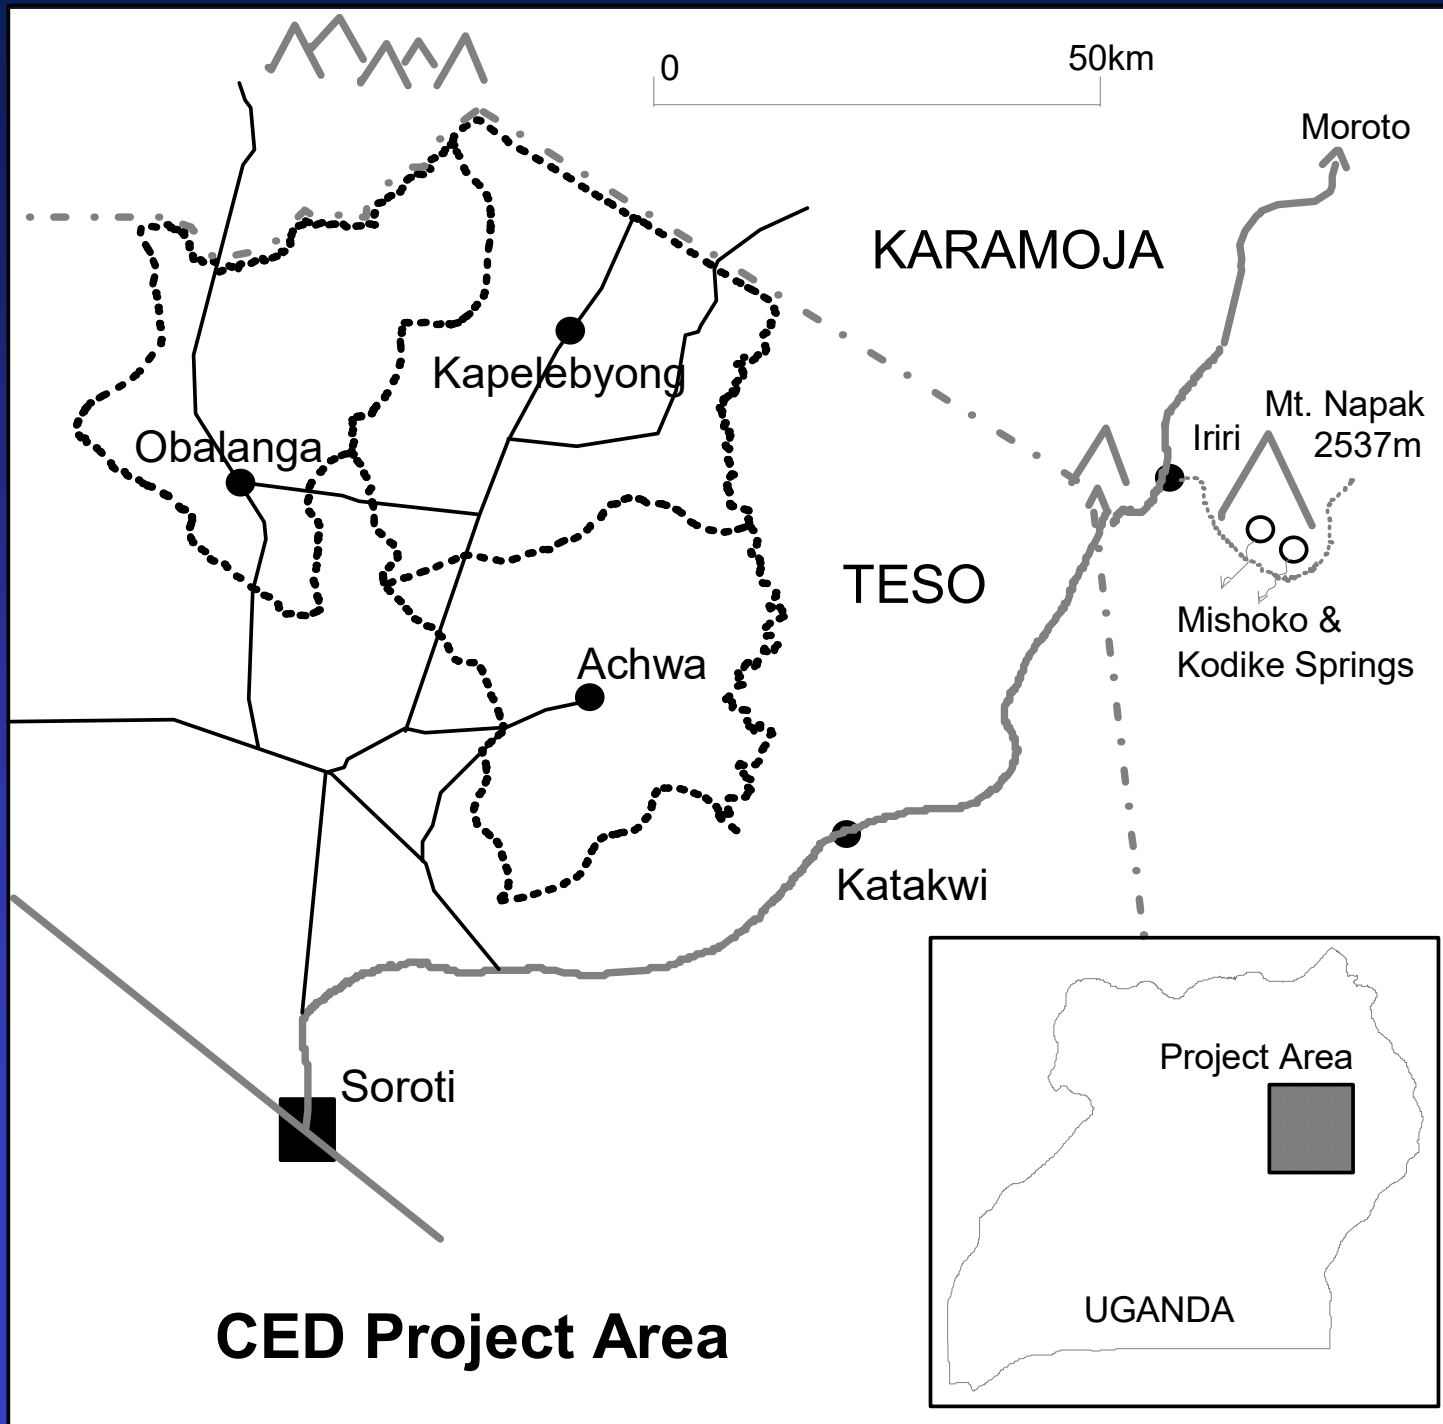 0
50km
Moroto
KARAMOJA
Kapelebyong
Mt. Napak
2537m
Iriri
Obalanga
TESO
Mishoko &
Kodike Springs
Achwa
Katakwi
Project Area
Soroti
UGANDA
CED Project Area